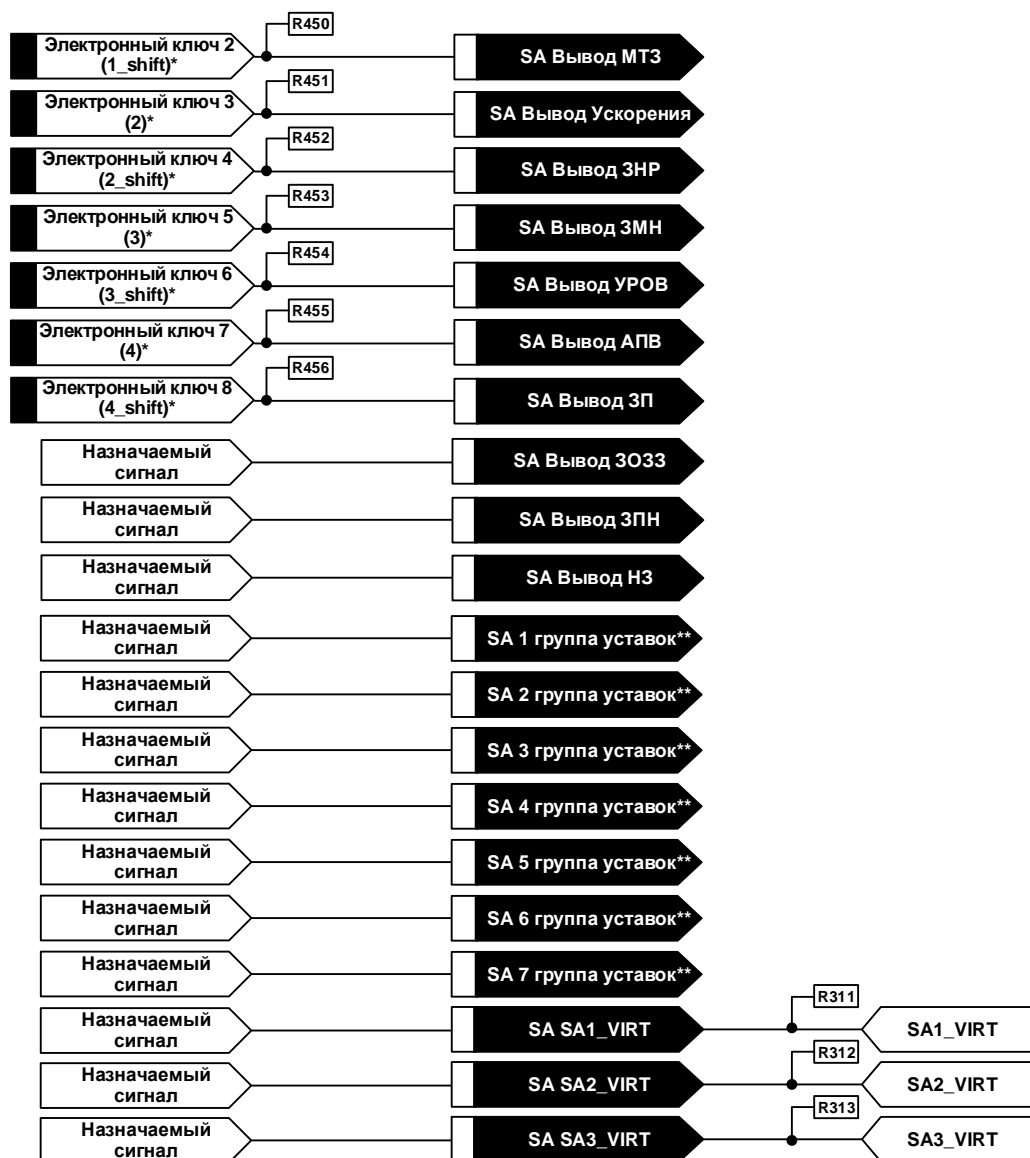 R450
Электронный ключ 2
(1_shift)*
SA Вывод МТЗ
R451
Электронный ключ 3
(2)*
SA Вывод Ускорения
R452
Электронный ключ 4
(2_shift)*
SA Вывод ЗНР
R453
Электронный ключ 5
(3)*
SA Вывод ЗМН
R454
Электронный ключ 6
(3_shift)*
SA Вывод УРОВ
R455
Электронный ключ 7
(4)*
SA Вывод АПВ
R456
Электронный ключ 8
(4_shift)*
SA Вывод ЗП
Назначаемый
сигнал
SA Вывод ЗОЗЗ
Назначаемый
сигнал
SA Вывод ЗПН
Назначаемый
сигнал
SA Вывод НЗ
Назначаемый
сигнал
SA 1 группа уставок**
Назначаемый
сигнал
SA 2 группа уставок**
Назначаемый
сигнал
SA 3 группа уставок**
Назначаемый
сигнал
SA 4 группа уставок**
Назначаемый
сигнал
SA 5 группа уставок**
Назначаемый
сигнал
SA 6 группа уставок**
Назначаемый
сигнал
SA 7 группа уставок**
R311
Назначаемый
сигнал
SA SA1_VIRT
SA1_VIRT
R312
Назначаемый
сигнал
SA SA2_VIRT
SA2_VIRT
R313
Назначаемый
сигнал
SA SA3_VIRT
SA3_VIRT